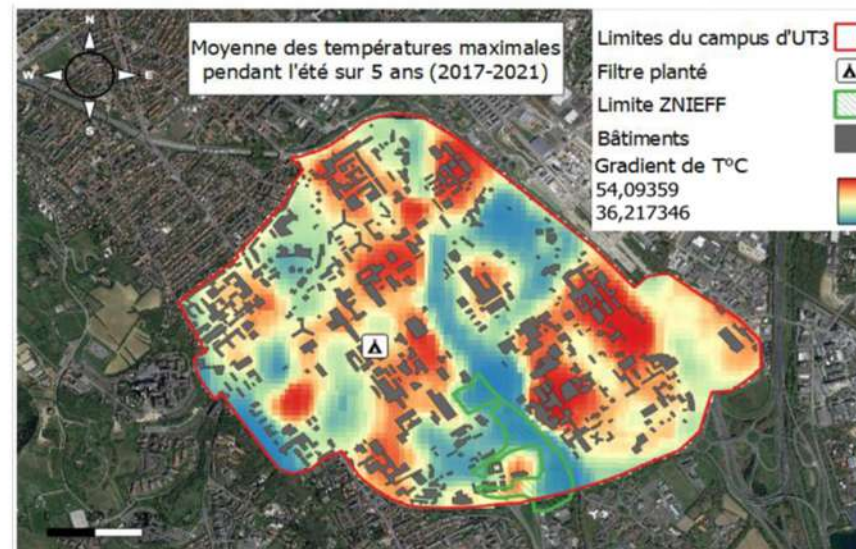 Moyenne des températures maximales
pendant l'été sur 5 ans (2017-2021)
N
W E
S
Limites du campus d'UT3
Filtre planté
Limite ZNIEFF
Bâtiments
Gradient de T°C
54,09359
36,217346